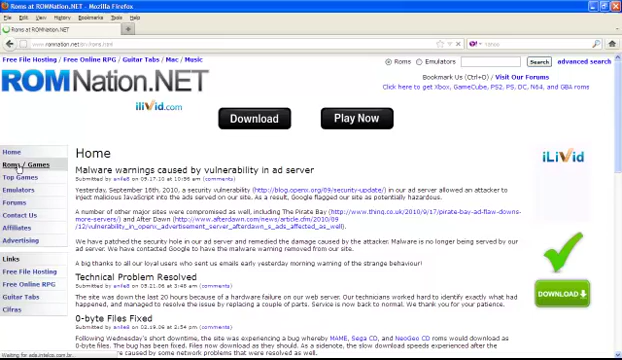 Roms at ROMNation.NET - Mozilla Firefox
File Edit View History Bookmarks Tools Help
Roms at ROMNation.NET
www.romnation.net
Free File Hosting / Free Online RPG / Guitar Tabs / Mac / Music
Roms Emulators Search advanced search
ROMNation.NET
Bookmark Us (Ctrl+D) / Visit Our Forums
Click here to get Xbox, GameCube, PS2, PS, DC, N64, and GBA roms
iLivid.com
Download
Play Now
Home
Roms / Games
Top Games
Emulators
Forums
Contact Us
Affiliates
Advertising
Links
Free File Hosting
Free Online RPG
Guitar Tabs
Cifras
Home
Malware warnings caused by vulnerability in ad server
Submitted by on 09.17.10 at 10:56 am (comments)
Yesterday, September 16th, 2010, a security vulnerability (http://blog.openx.org/09/security-update/) in our ad server allowed an attacker to
inject malicious JavaScript into the ads served on our site. As a result, Google flagged our site as potentially hazardous.
A number of other major sites were compromised as well, including The Pirate Bay (http://www.thinq.co.uk/2010/9/17/pirate-bay-ad-flaw-downs-
more-servers/) and After Dawn (http://www.afterdawn.com/news/article.cfm/2010/09
/12/vulnerability_in_openx_advertisement_server_afterdawn_s_ads_affected_as_well).
We have patched the security hole in our ad server and remedied the damage caused by the attacker. Malware is no longer being served by our
ad server. We have contacted Google to have the malware warning removed from our site.
A big thanks to all our loyal users who sent us emails early yesterday morning warning of the strange behaviour!
Technical Problem Resolved
Submitted by on 05.21.06 at 3:48 am (comments)
The site was down the last 20 hours because of a hardware failure on our web server. Our technicians worked hard to identify exactly what had
happened, and managed to resolve the issue by replacing a couple of parts. Service is now back to normal. We thank you for your patience.
0-byte Files Fixed
Submitted by on 02.19.06 at 2:54 pm (comments)
Following Wednesday's short downtime, the site was experiencing a bug whereby MAME, Sega CD, and NeoGeo CD roms would download as
0-byte files. The bug has been fixed. Files now download as they should. As a sidenote, the slow download speeds experienced after the
caused by some network problems that were resolved as well.
iLivid
DOWNLOAD
Waiting for ads.intelios.com.br...